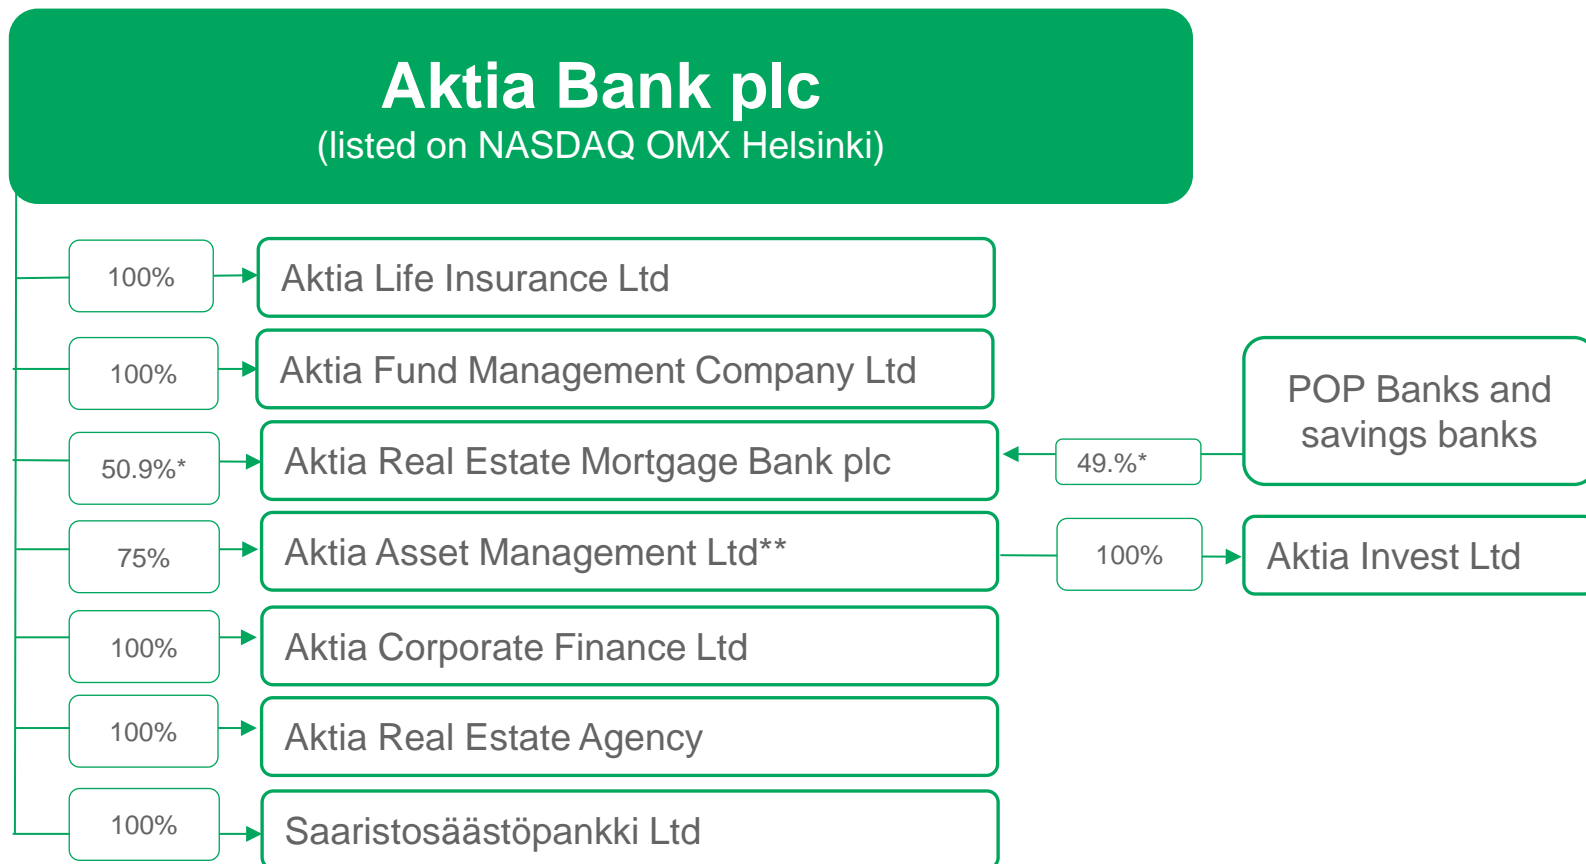 Aktia Bank plc
(listed on NASDAQ OMX Helsinki)
100%
Aktia Life Insurance Ltd
100%
Aktia Fund Management Company Ltd
POP Banks and
savings banks
50.9%*
Aktia Real Estate Mortgage Bank plc
49.%*
75%
Aktia Asset Management Ltd**
100%
Aktia Invest Ltd
100%
Aktia Corporate Finance Ltd
100%
Aktia Real Estate Agency
100%
Saaristosäästöpankki Ltd